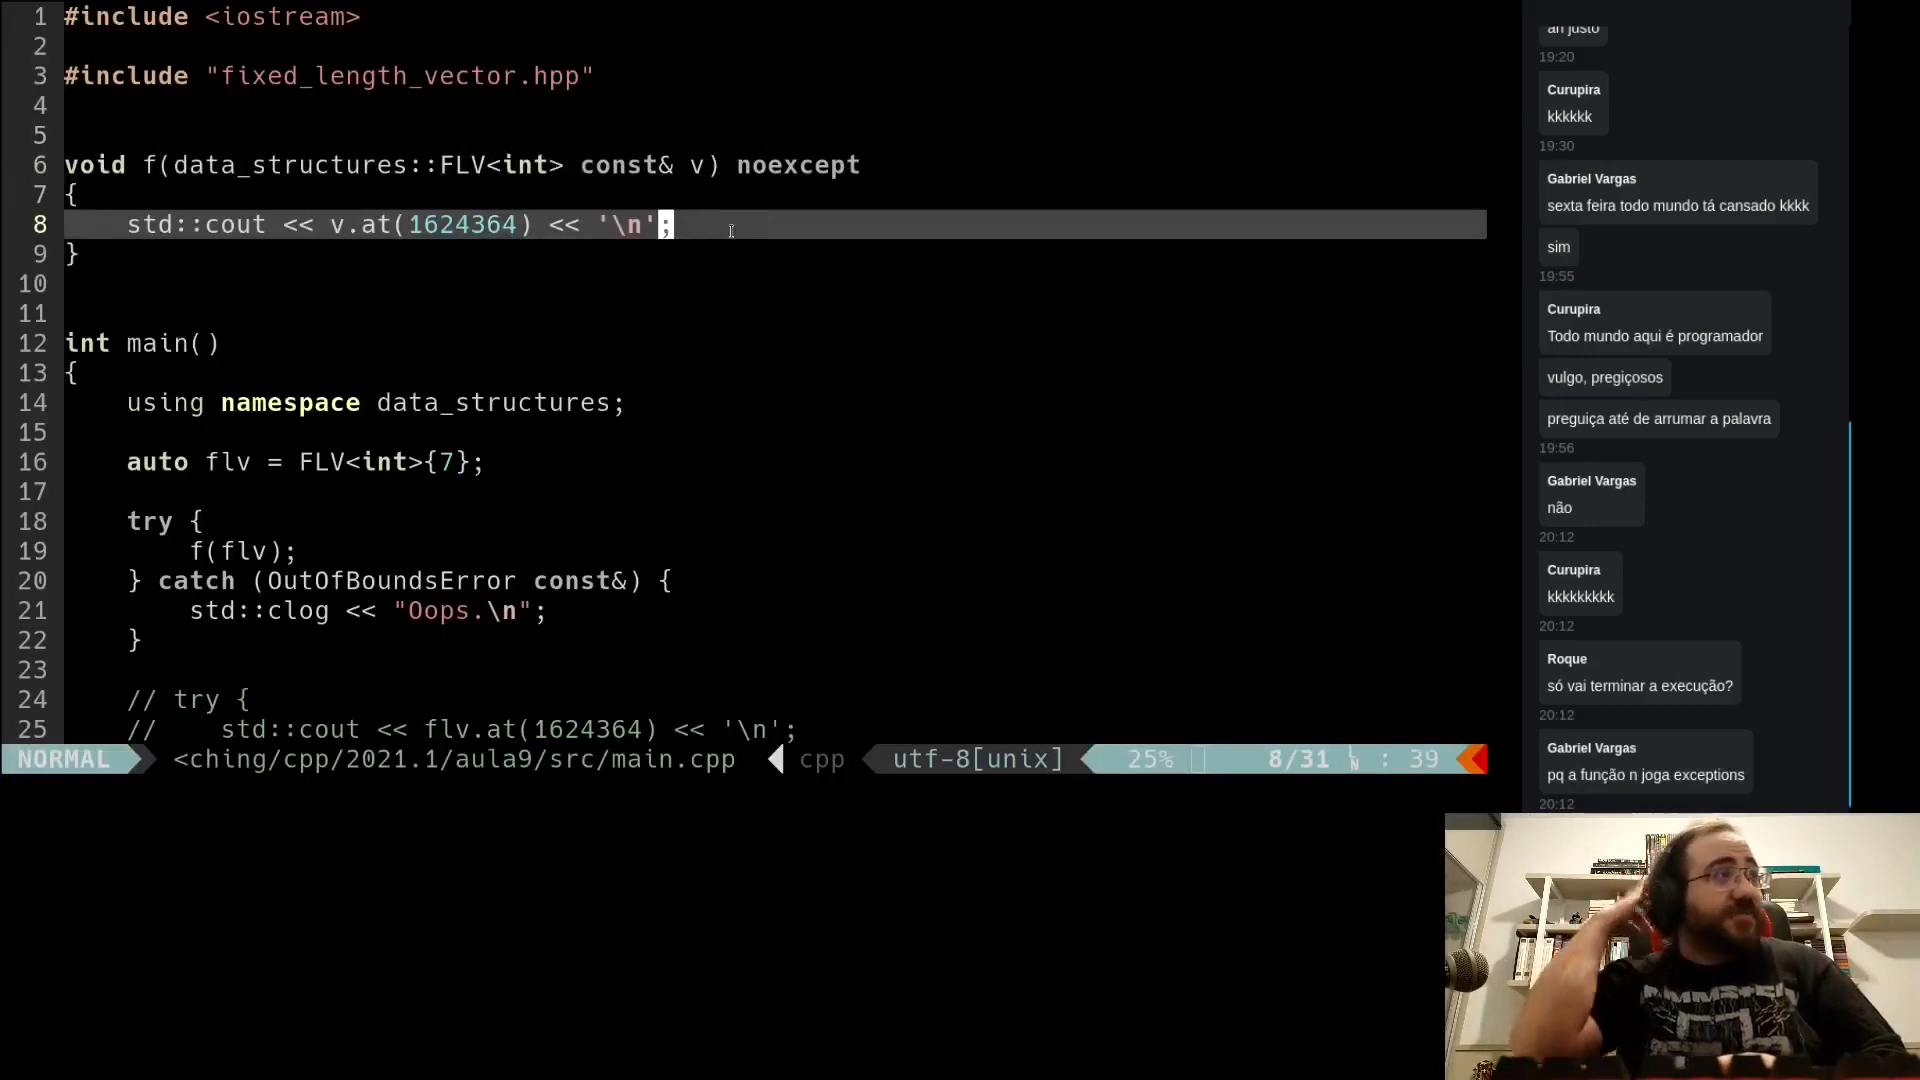 1 #include <iostream>
2
3 #include "fixed_length_vector.hpp"
4
5
6 void f(data_structures::FLV<int> const& v) noexcept
7 {
8     std::cout << v.at(1624364) << '\n';
9 }
10
11
12 int main()
13 {
14     using namespace data_structures;
15
16     auto flv = FLV<int>{7};
17
18     try {
19         f(flv);
20     } catch (OutOfBoundsError const&) {
21         std::clog << "Oops.\n";
22     }
23
24     // try {
25     //    std::cout << flv.at(1624364) << '\n';
NORMAL <ching/cpp/2021.1/aula9/src/main.cpp cpp utf-8[unix] 25% 8/31 : 39
ah justo
19:20
Curupira
kkkkkk
19:30
Gabriel Vargas
sexta feira todo mundo tá cansado kkkk
sim
19:55
Curupira
Todo mundo aqui é programador
vulgo, pregiçosos
preguiça até de arrumar a palavra
19:56
Gabriel Vargas
não
20:12
Curupira
kkkkkkkkk
20:12
Roque
só vai terminar a execução?
20:12
Gabriel Vargas
pq a função n joga exceptions
20:12
RAMMSTEIN